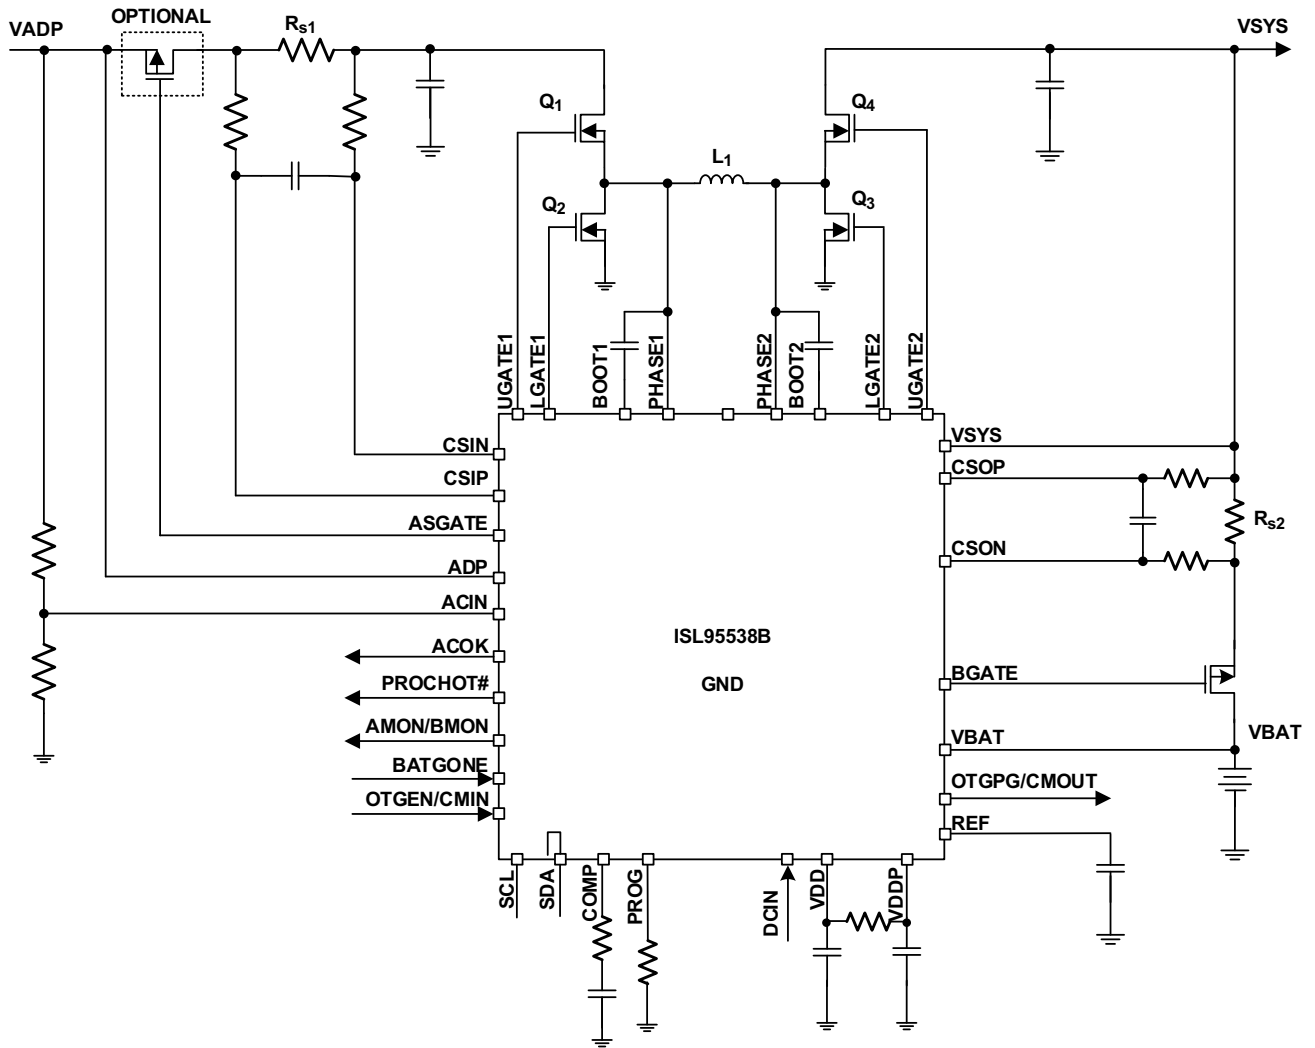 VADP
OPTIONAL
Rs1
VSYS
Q1
Q4
L1
Q2
Q3
UGATE1
LGATE1
BOOT1
PHASE1
PHASE2
BOOT2
LGATE2
UGATE2
CSIN
CSIP
ASGATE
ADP
ACIN
ACOK
PROCHOT#
AMON/BMON
BATGONE
OTGEN/CMIN
ISL95538B
GND
VSYS
CSOP
Rs2
CSON
BGATE
VBAT
VBAT
OTGPG/CMOUT
REF
SCL
SDA
COMP
PROG
DCIN
VDD
VDDP